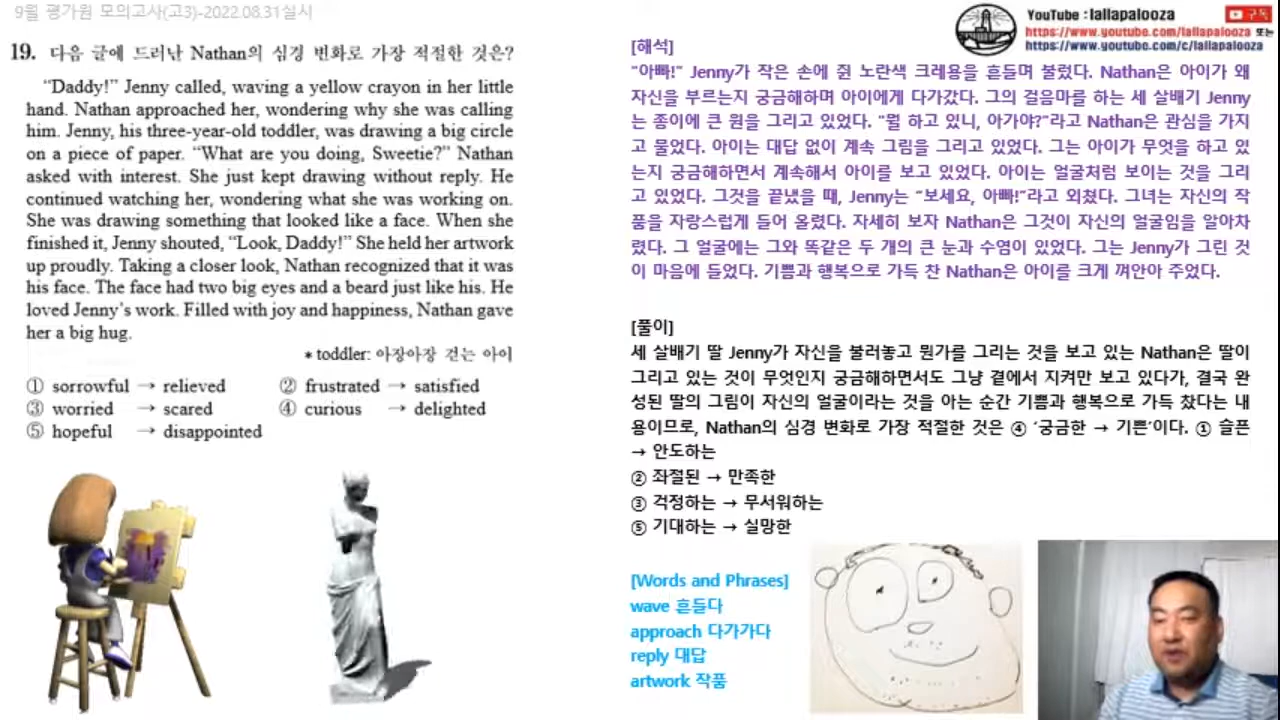 9월 평가원 모의고사(고3)-2022.08.31실시
19. 다음 글에 드러난 Nathan의 심경 변화로 가장 적절한 것은?
“Daddy!” Jenny called, waving a yellow crayon in her little
hand. Nathan approached her, wondering why she was calling
him. Jenny, his three-year-old toddler, was drawing a big circle
on a piece of paper. “What are you doing, Sweetie?” Nathan
asked with interest. She just kept drawing without reply. He
continued watching her, wondering what she was working on.
She was drawing something that looked like a face. When she
finished it, Jenny shouted, “Look, Daddy!” She held her artwork
up proudly. Taking a closer look, Nathan recognized that it was
his face. The face had two big eyes and a beard just like his. He
loved Jenny’s work. Filled with joy and happiness, Nathan gave
her a big hug.
* toddler: 아장아장 걷는 아이
① sorrowful → relieved ② frustrated → satisfied
③ worried → scared ④ curious → delighted
⑤ hopeful → disappointed
YouTube : lallapalooza 구독
https://www.youtube.com/lallapalooza 또는
https://www.youtube.com/c/lallapalooza
[해석]
"아빠!" Jenny가 작은 손에 쥔 노란색 크레용을 흔들며 불렀다. Nathan은 아이가 왜
자신을 부르는지 궁금해하며 아이에게 다가갔다. 그의 걸음마를 하는 세 살배기 Jenny
는 종이에 큰 원을 그리고 있었다. "뭘 하고 있니, 아가야?"라고 Nathan은 관심을 가지
고 물었다. 아이는 대답 없이 계속 그림을 그리고 있었다. 그는 아이가 무엇을 하고 있
는지 궁금해하면서 계속해서 아이를 보고 있었다. 아이는 얼굴처럼 보이는 것을 그리
고 있었다. 그것을 끝냈을 때, Jenny는 “보세요, 아빠!”라고 외쳤다. 그녀는 자신의 작
품을 자랑스럽게 들어 올렸다. 자세히 보자 Nathan은 그것이 자신의 얼굴임을 알아차
렸다. 그 얼굴에는 그와 똑같은 두 개의 큰 눈과 수염이 있었다. 그는 Jenny가 그린 것
이 마음에 들었다. 기쁨과 행복으로 가득 찬 Nathan은 아이를 크게 껴안아 주었다.
[풀이]
세 살배기 딸 Jenny가 자신을 불러놓고 뭔가를 그리는 것을 보고 있는 Nathan은 딸이
그리고 있는 것이 무엇인지 궁금해하면서도 그냥 곁에서 지켜만 보고 있다가, 결국 완
성된 딸의 그림이 자신의 얼굴이라는 것을 아는 순간 기쁨과 행복으로 가득 찼다는 내
용이므로, Nathan의 심경 변화로 가장 적절한 것은 ④ ‘궁금한 → 기쁜’이다. ① 슬픈
→ 안도하는
② 좌절된 → 만족한
③ 걱정하는 → 무서워하는
⑤ 기대하는 → 실망한
[Words and Phrases]
wave 흔들다
approach 다가가다
reply 대답
artwork 작품